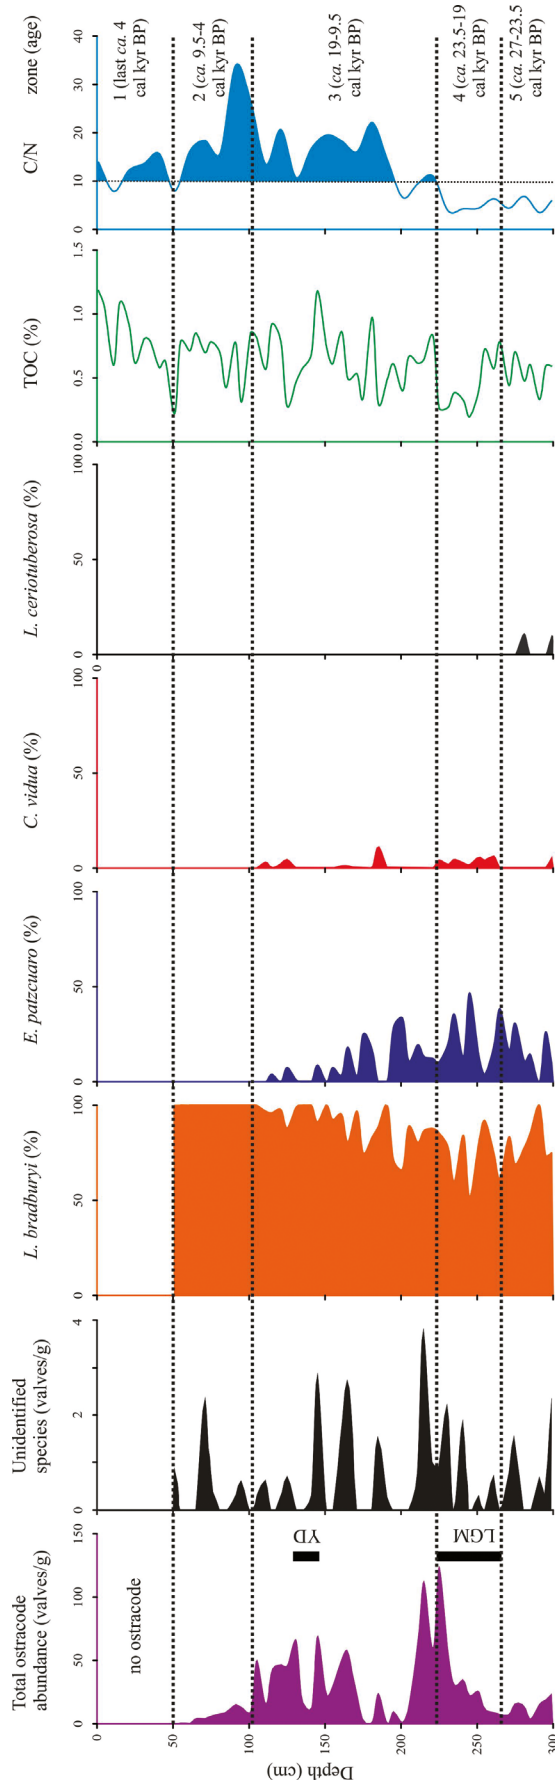 Total ostracode
abundance (valves/g)
0
50
100
150
no ostracode
YD
LGM
Unidentified
species (valves/g)
0
2
4
L. bradburyi (%)
0
50
100
E. patzcuaro (%)
0
50
100
C. vidua (%)
0
50
100
0
L. ceriotuberosa (%)
0
50
100
TOC (%)
0.0
0.5
1.0
1.5
C/N
0
10
20
30
40
zone (age)
1 (last ca. 4
cal kyr BP)
2 (ca. 9.5-4
cal kyr BP)
3 (ca. 19-9.5
cal kyr BP)
4 (ca. 23.5-19
cal kyr BP)
5 (ca. 27-23.5
cal kyr BP)
0
50
100
150
200
250
300
Depth (cm)